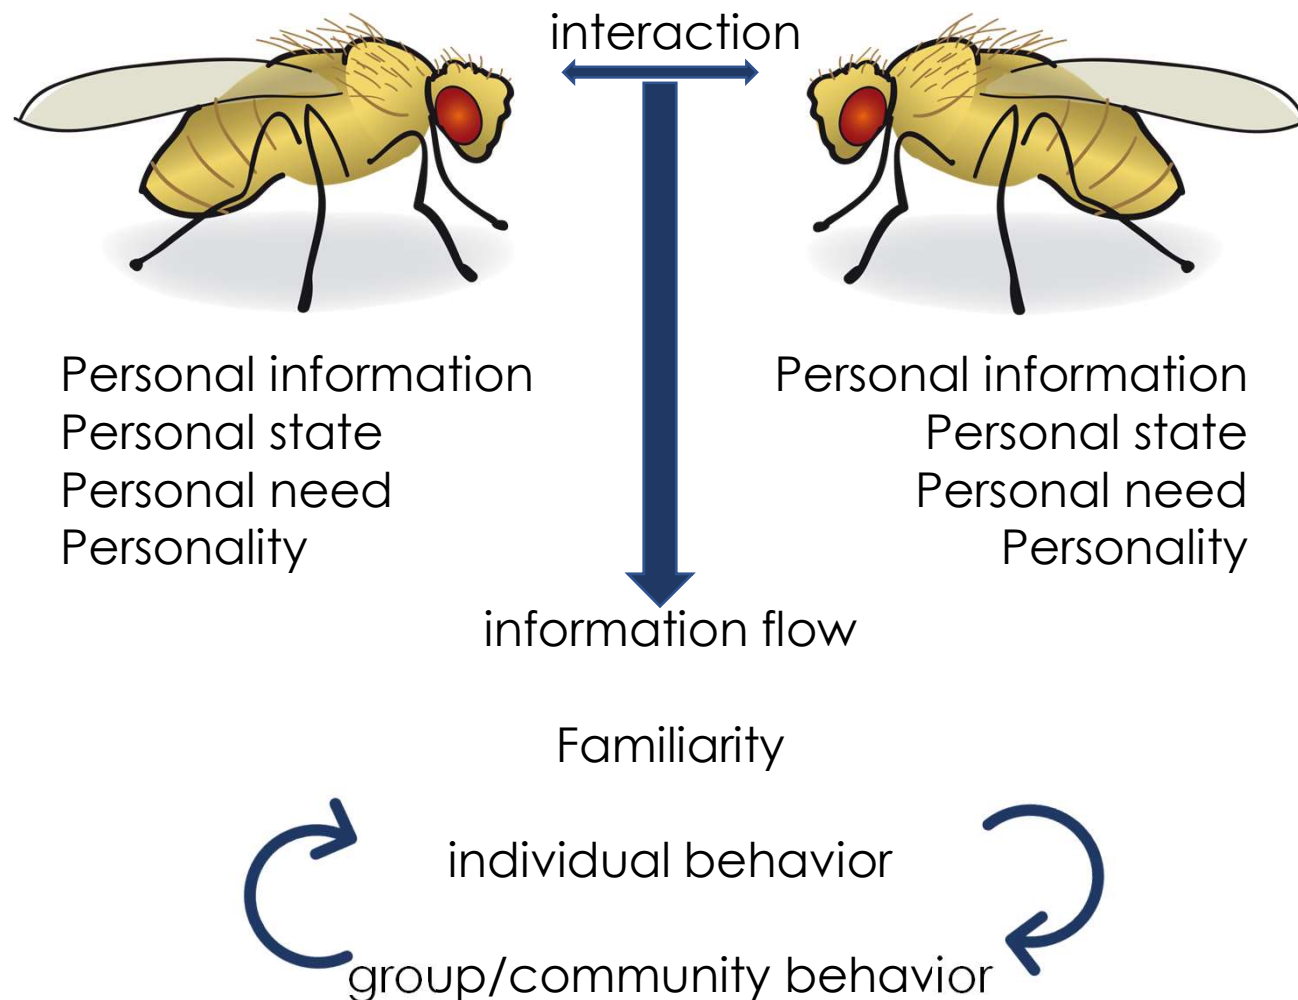 interaction
Personal information
Personal state
Personal need
Personality
Personal information
Personal state
Personal need
Personality
information flow
Familiarity
individual behavior
group/community behavior